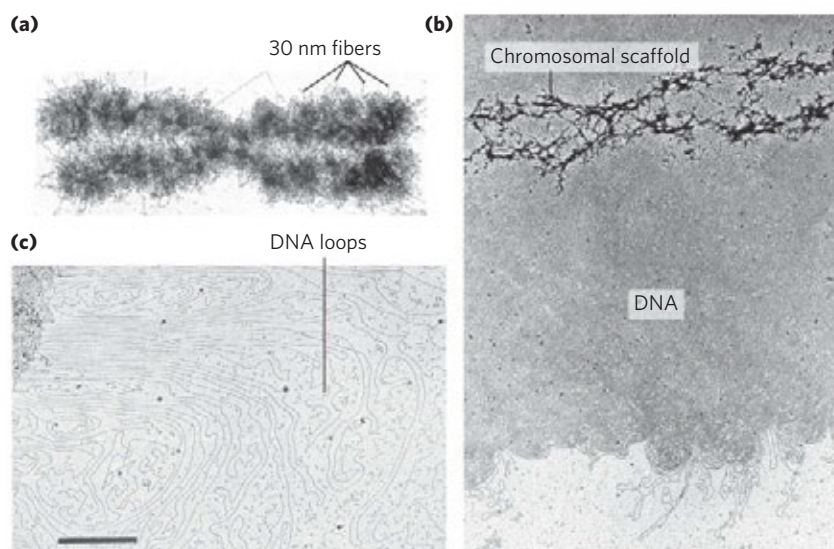 (a)
30 nm fibers
(b)
Chromosomal scaffold
(c)
DNA loops
DNA